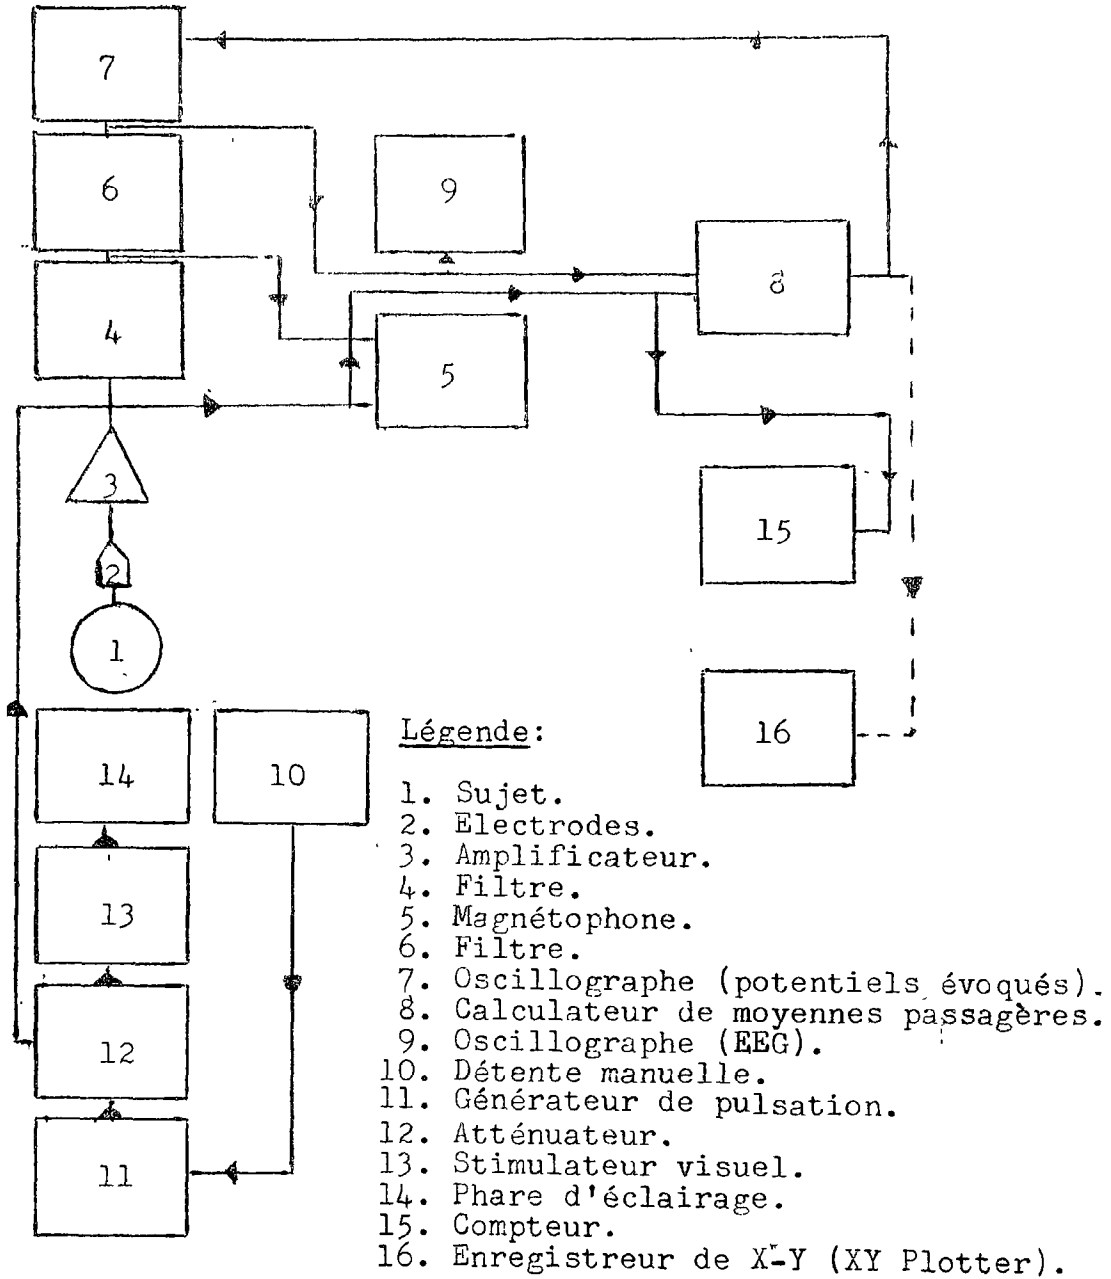 7
6
9
8
4
5
3
15
2
1
16
14
10
13
12
11
Légende:
1. Sujet.
2. Electrodes.
3. Amplificateur.
4. Filtre.
5. Magnétophone.
6. Filtre.
7. Oscillographe (potentiels évoqués).
8. Calculateur de moyennes passagères.
9. Oscillographe (EEG).
10. Détente manuelle.
11. Générateur de pulsation.
12. Atténuateur.
13. Stimulateur visuel.
14. Phare d'éclairage.
15. Compteur.
16. Enregistreur de X-Y (XY Plotter).